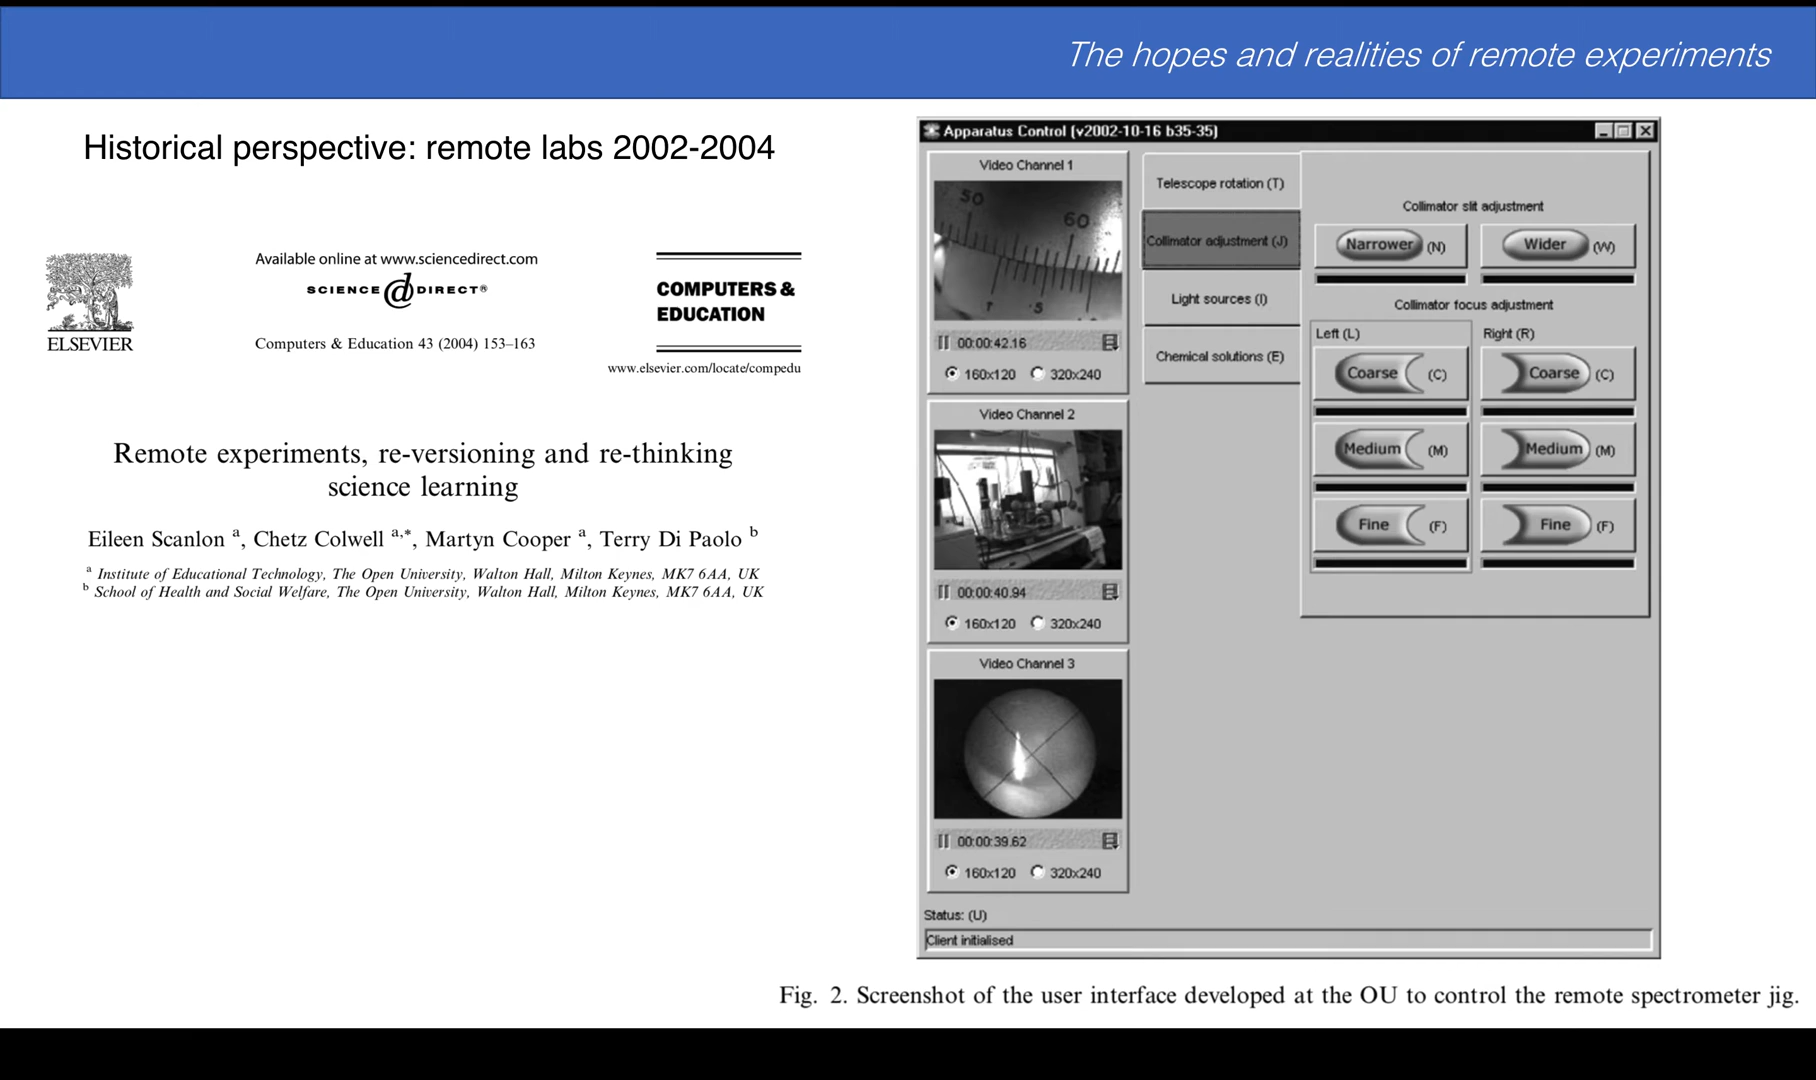 The hopes and realities of remote experiments
Historical perspective: remote labs 2002-2004
ELSEVIER
Available online at www.sciencedirect.com
SCIENCE @ DIRECT®
Computers & Education 43 (2004) 153–163
COMPUTERS &
EDUCATION
www.elsevier.com/locate/compedu
Remote experiments, re-versioning and re-thinking
science learning
Eileen Scanlon a, Chetz Colwell a,*, Martyn Cooper a, Terry Di Paolo b
a Institute of Educational Technology, The Open University, Walton Hall, Milton Keynes, MK7 6AA, UK
b School of Health and Social Welfare, The Open University, Walton Hall, Milton Keynes, MK7 6AA, UK
Apparatus Control (v2002-10-16 b35-35)
Video Channel 1
50
60
5
00:00:42.16
160x120 320x240
Video Channel 2
00:00:40.94
160x120 320x240
Video Channel 3
00:00:39.62
160x120 320x240
Telescope rotation (T)
Collimator adjustment (J)
Light sources (I)
Chemical solutions (E)
Collimator slit adjustment
Narrower (N) Wider (W)
Collimator focus adjustment
Left (L) Right (R)
Coarse (C) Coarse (C)
Medium (M) Medium (M)
Fine (F) Fine (F)
Status: (U)
Client initialised
Fig. 2. Screenshot of the user interface developed at the OU to control the remote spectrometer jig.